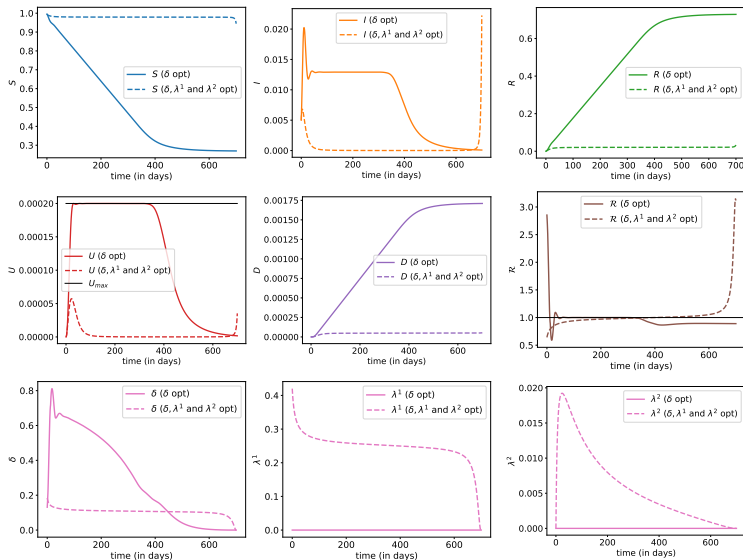 1.0
0.9
0.8
0.7
0.6
0.5
0.4
0.3
S
S (δ opt)
S (δ, λ¹ and λ² opt)
0 200 400 600
time (in days)
0.020
0.015
0.010
0.005
0.000
I
I (δ opt)
I (δ, λ¹ and λ² opt)
0 200 400 600
time (in days)
0.6
0.4
0.2
0.0
R
R (δ opt)
R (δ, λ¹ and λ² opt)
0 100 200 300 400 500 600 700
time (in days)
0.00020
0.00015
0.00010
0.00005
0.00000
U
U (δ opt)
U (δ, λ¹ and λ² opt)
Uₘₐₓ
0 200 400 600
time (in days)
0.00175
0.00150
0.00125
0.00100
0.00075
0.00050
0.00025
0.00000
D
D (δ opt)
D (δ, λ¹ and λ² opt)
0 200 400 600
time (in days)
3.0
2.5
2.0
1.5
1.0
0.5
ℛ
ℛ (δ opt)
ℛ (δ, λ¹ and λ² opt)
0 200 400 600
time (in days)
0.8
0.6
0.4
0.2
0.0
δ
δ (δ opt)
δ (δ, λ¹ and λ² opt)
0 200 400 600
time (in days)
0.4
0.3
0.2
0.1
0.0
λ¹
λ¹ (δ opt)
λ¹ (δ, λ¹ and λ² opt)
0 200 400 600
time (in days)
0.020
0.015
0.010
0.005
0.000
λ²
λ² (δ opt)
λ² (δ, λ¹ and λ² opt)
0 200 400 600
time (in days)